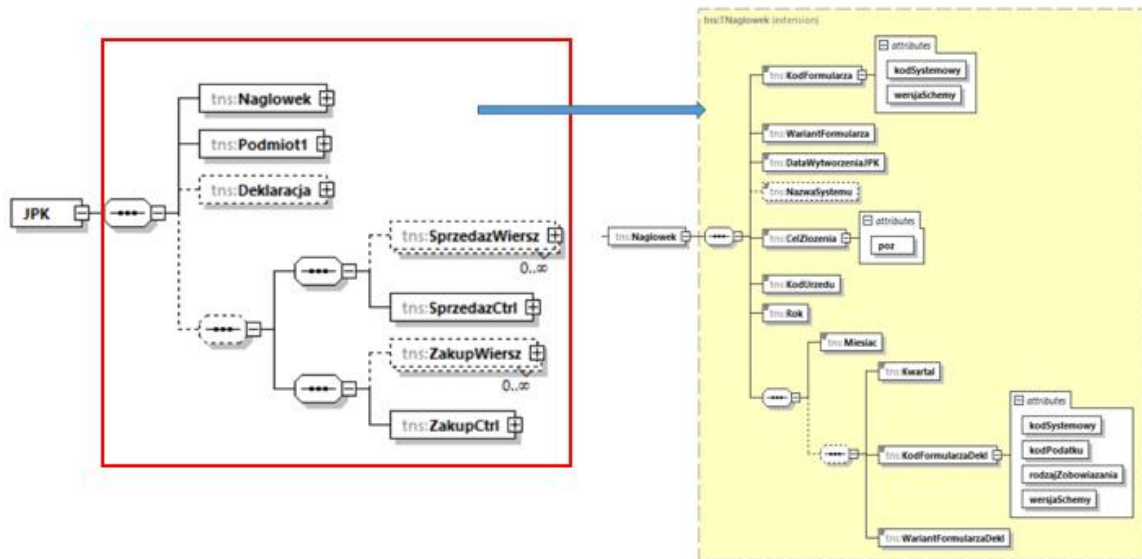 JPK
tns:Naglowek
tns:Podmiot1
tns:Deklaracja
tns:SprzedazWiersz
0..∞
tns:SprzedazCtrl
tns:ZakupWiersz
0..∞
tns:ZakupCtrl
tns:TNaglowek (extension)
tns:Naglowek
tns:KodFormularza
attributes
kodSystemowy
wersjaSchemy
tns:WariantFormularza
tns:DataWytworzeniaJPK
tns:NazwaSystemu
tns:CelZlozenia
attributes
poz
tns:KodUrzedu
tns:Rok
tns:Miesiac
tns:Kwartal
tns:KodFormularzaDekl
attributes
kodSystemowy
kodPodatku
rodzajZobowiazania
wersjaSchemy
tns:WariantFormularzaDekl